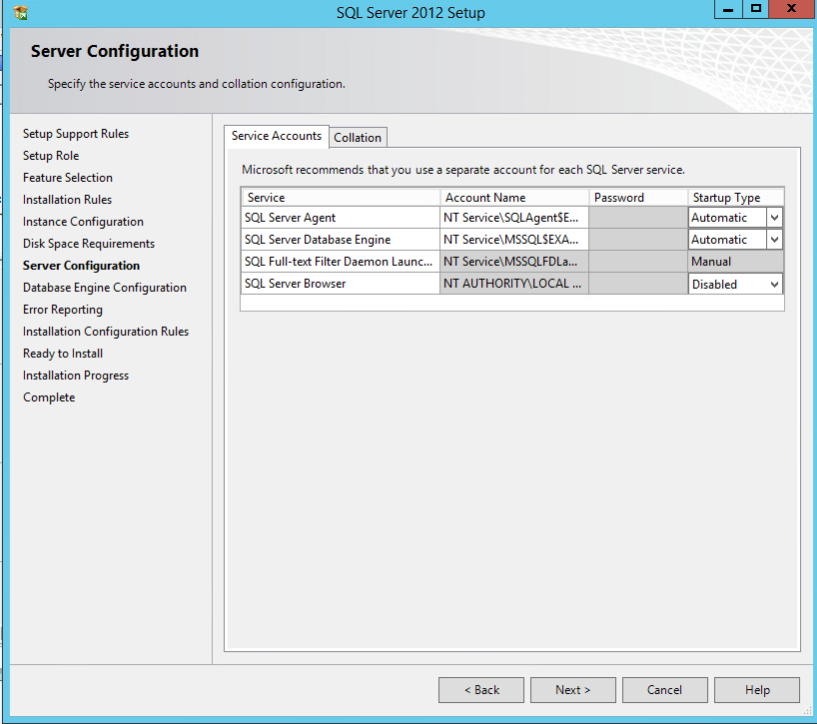 SQL Server 2012 Setup
Server Configuration
Specify the service accounts and collation configuration.
Setup Support Rules
Setup Role
Feature Selection
Installation Rules
Instance Configuration
Disk Space Requirements
Server Configuration
Database Engine Configuration
Error Reporting
Installation Configuration Rules
Ready to Install
Installation Progress
Complete
Service Accounts Collation
Microsoft recommends that you use a separate account for each SQL Server service.
Service Account Name Password Startup Type
SQL Server Agent NT Service\SQLAgent$E... Automatic
SQL Server Database Engine NT Service\MSSQL$EXA... Automatic
SQL Full-text Filter Daemon Launc... NT Service\MSSQLFDLa... Manual
SQL Server Browser NT AUTHORITY\LOCAL ... Disabled
< Back Next > Cancel Help